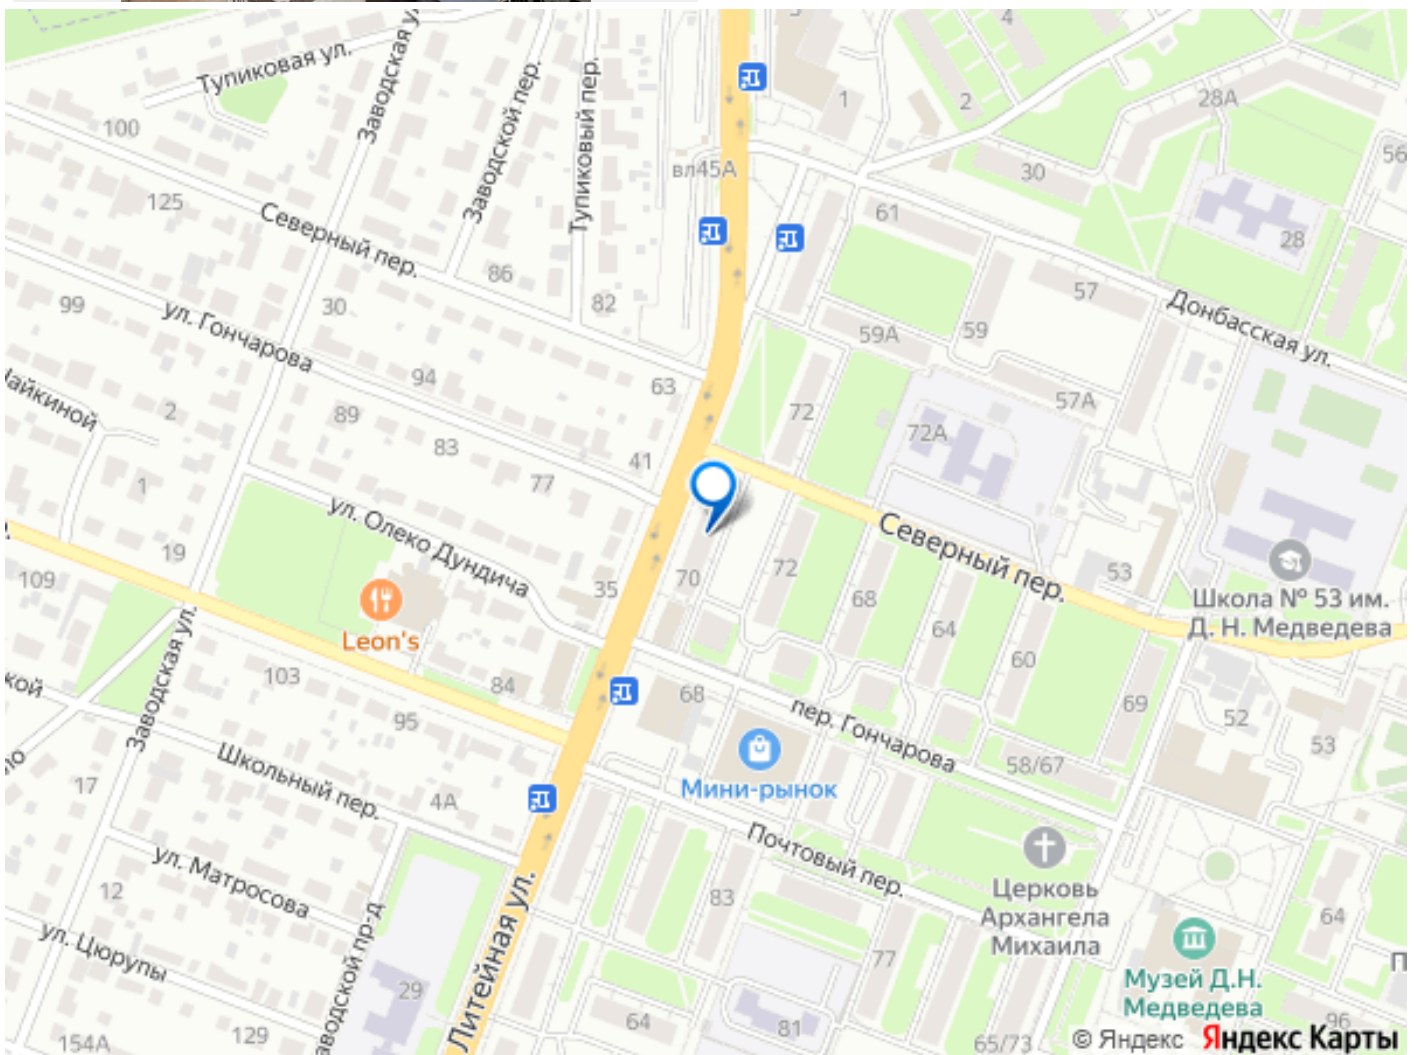 Тупиковая ул.
Заводская ул.
Заводской пер.
Тупиковый пер.
100
125
Северный пер.
86
82
вл45А
1
2
4
28А
56
30
28
61
57
59
59А
57А
Донбасская ул.
99
ул. Гончарова
30
94
63
72
72А
2
89
83
41
77
1
ул. Олеко Дундича
19
109
35
70
72
68
64
60
53
Северный пер.
Школа № 53 им.
Д. Н. Медведева
Leon's
Заводская ул.
103
84
95
68
пер. Гончарова
69
52
53
58/67
Мини-рынок
17
Школьный пер.
4А
Почтовый пер.
ул. Матросова
12
83
Церковь
Архангела
Михаила
64
ул. Цюрупы
77
29
Литейная ул.
Музей Д.Н.
Медведева
154А
129
64
81
65/73
96
© Яндекс Яндекс Карты